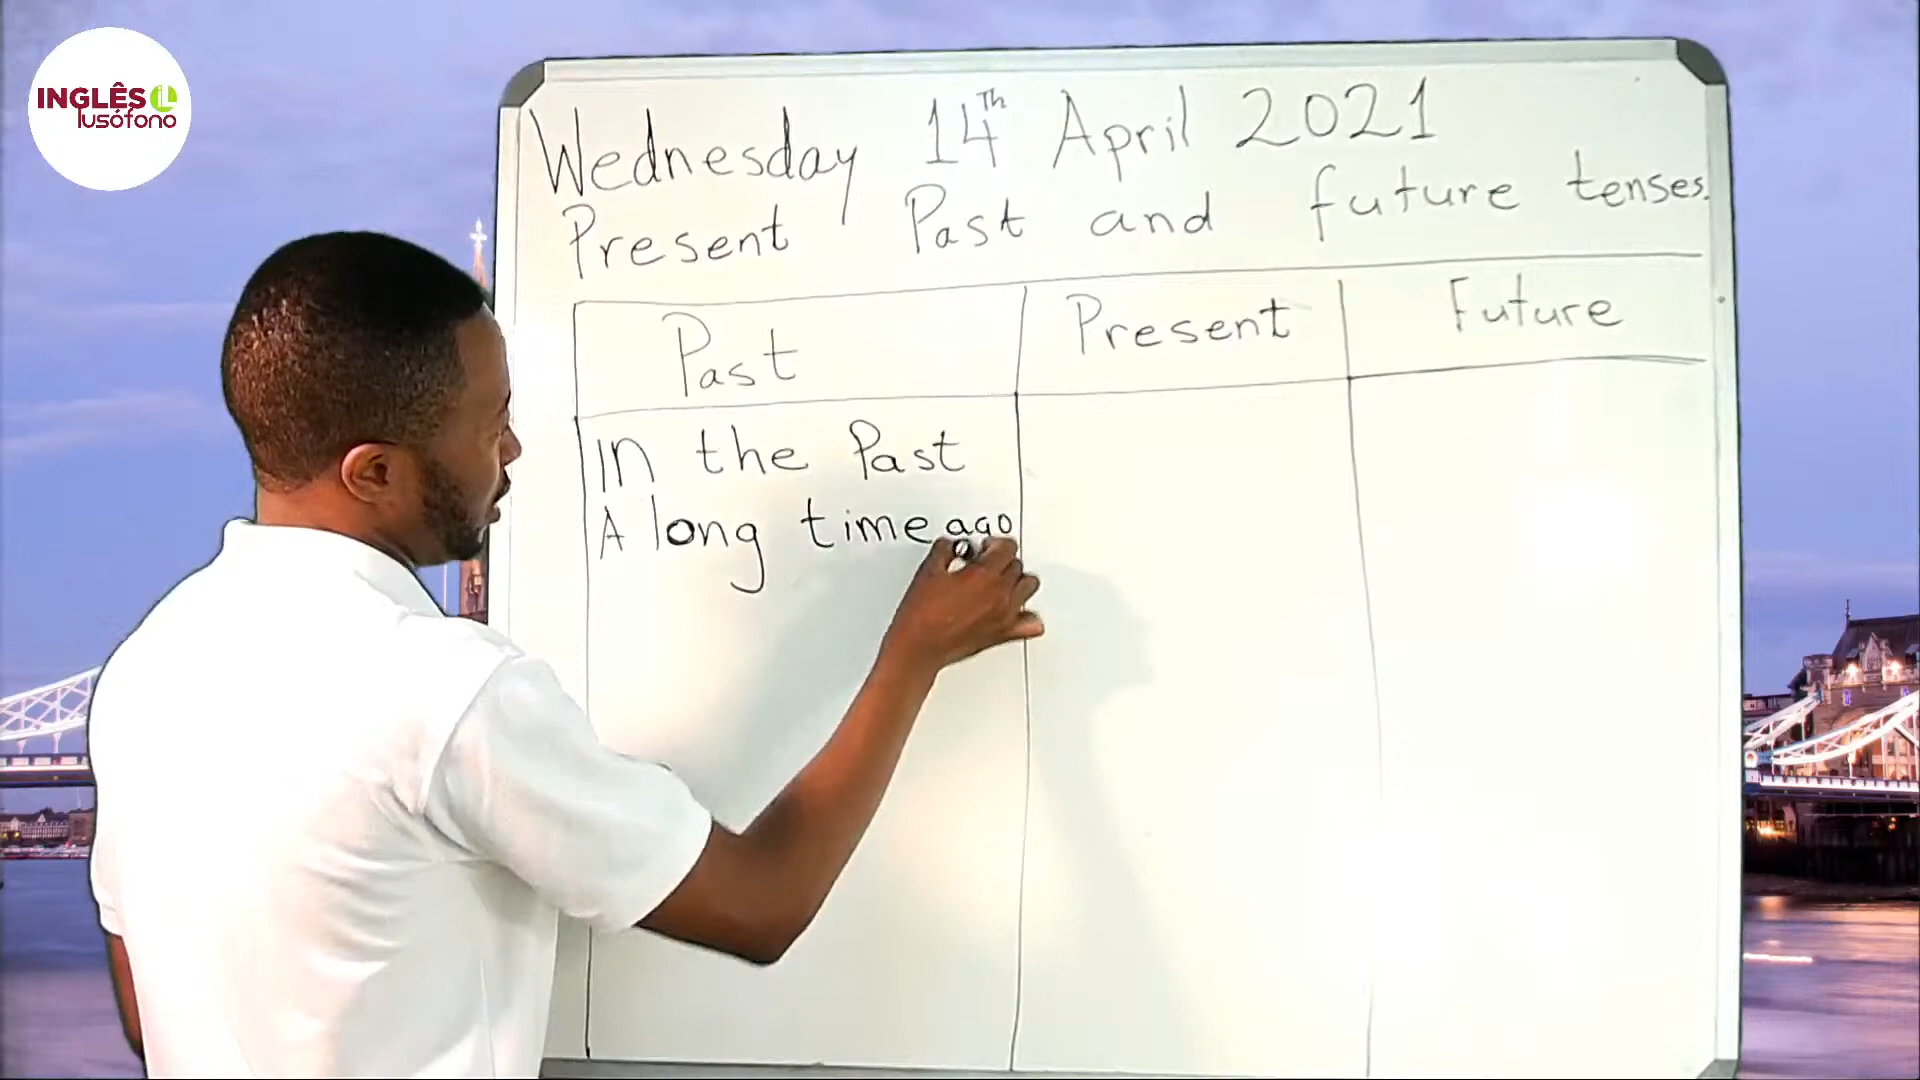 INGLÊS
lusófono
Wednesday 14Th April 2021
Present Past and future tenses.
Past Present Future
In the Past
A long time ago